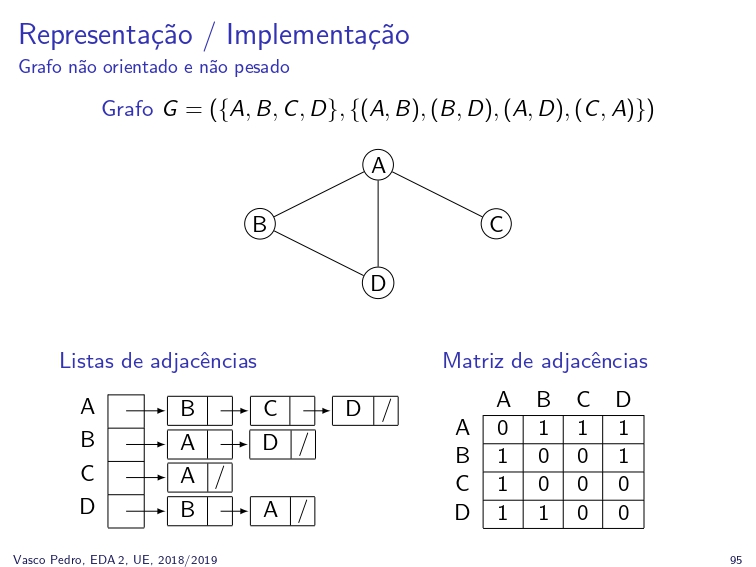 Representação / Implementação
Grafo não orientado e não pesado
Grafo G = ({A, B, C, D}, {(A, B), (B, D), (A, D), (C, A)})
A
B
C
D
Listas de adjacências
A B C D /
B A D /
C A /
D B A /
Matriz de adjacências
A B C D
A 0 1 1 1
B 1 0 0 1
C 1 0 0 0
D 1 1 0 0
Vasco Pedro, EDA 2, UE, 2018/2019
95